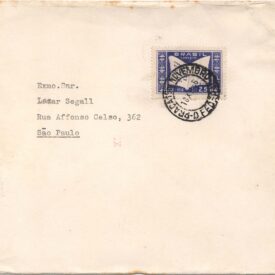 BRASIL
Exmo.Snr.
Lasar Segall
Rua Affonso Celso, 362
São Paulo